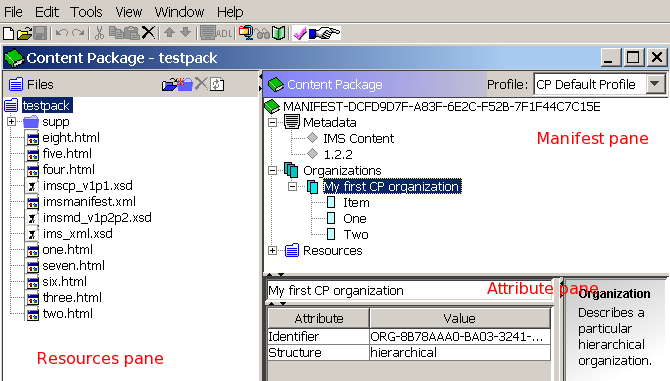 File Edit Tools View Window Help
ADL
Content Package - testpack
Files
testpack
supp
eight.html
five.html
four.html
imscp_v1p1.xsd
imsmanifest.xml
imsmd_v1p2p2.xsd
ims_xml.xsd
one.html
seven.html
six.html
three.html
two.html
Resources pane
Content Package Profile: CP Default Profile
MANIFEST-DCFD9D7F-A83F-6E2C-F52B-7F1F44C7C15E
Metadata
IMS Content
1.2.2
Organizations
My first CP organization
Item
One
Two
Resources
Manifest pane
My first CP organization
Attribute pane
Attribute Value
Identifier ORG-8B78AAA0-BA03-3241-...
Structure hierarchical
Organization
Describes a
particular
hierarchical
organization.